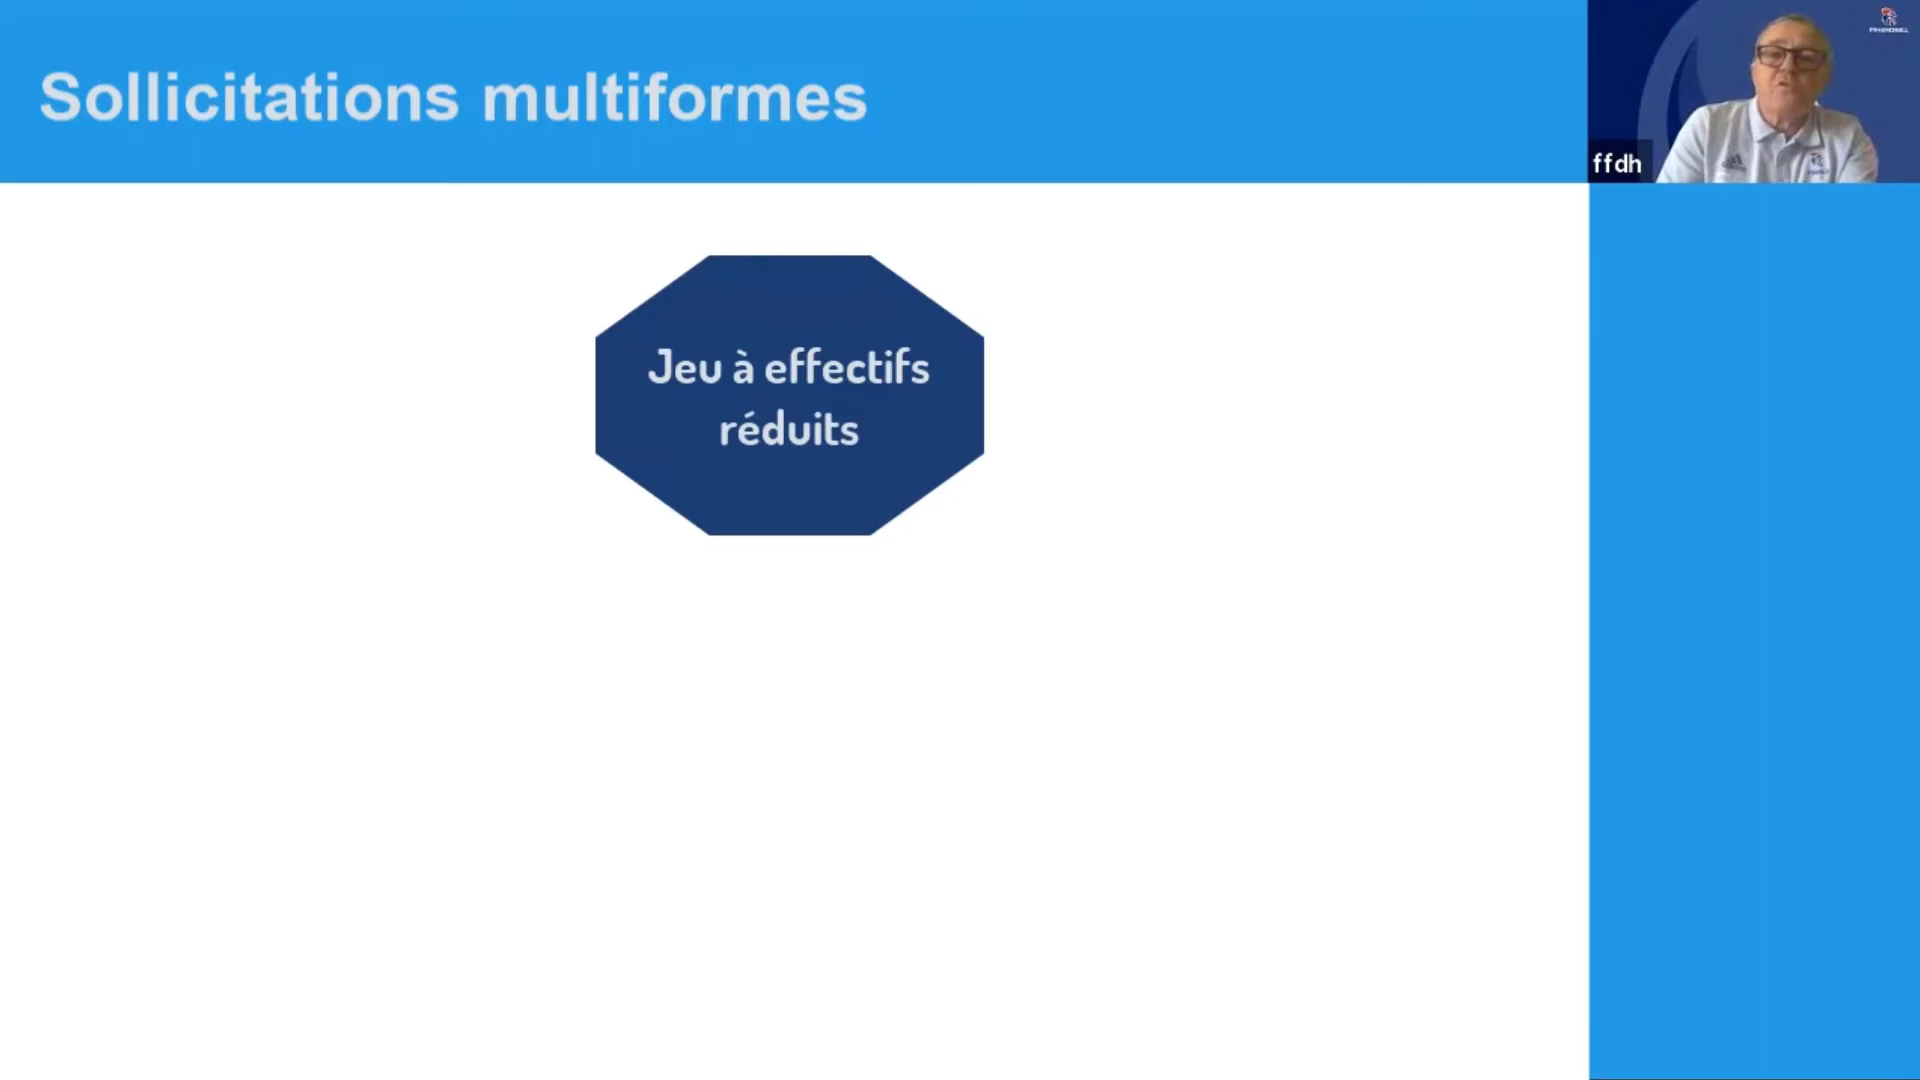 Sollicitations multiformes
ffdh
Jeu à effectifs
réduits